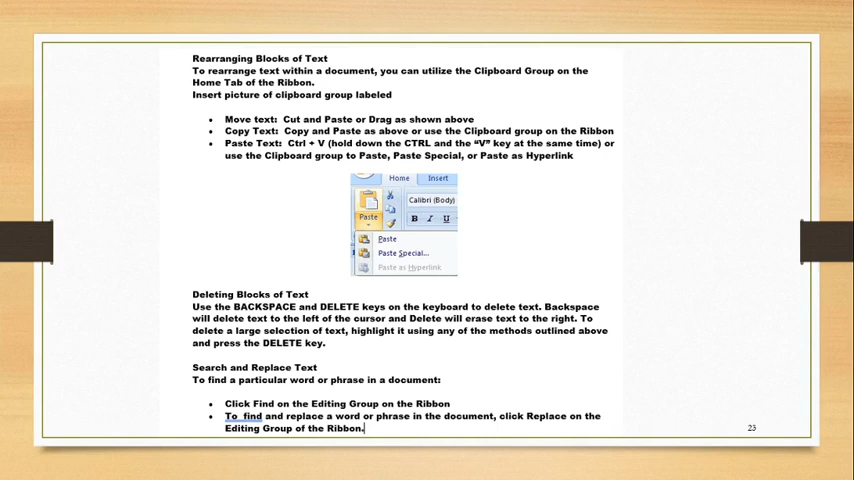 Rearranging Blocks of Text
To rearrange text within a document, you can utilize the Clipboard Group on the
Home Tab of the Ribbon.
Insert picture of clipboard group labeled
• Move text: Cut and Paste or Drag as shown above
• Copy Text: Copy and Paste as above or use the Clipboard group on the Ribbon
• Paste Text: Ctrl + V (hold down the CTRL and the “V” key at the same time) or
use the Clipboard group to Paste, Paste Special, or Paste as Hyperlink
Home Insert
Calibri (Body)
Paste B I U
Paste
Paste Special...
Paste as Hyperlink
Deleting Blocks of Text
Use the BACKSPACE and DELETE keys on the keyboard to delete text. Backspace
will delete text to the left of the cursor and Delete will erase text to the right. To
delete a large selection of text, highlight it using any of the methods outlined above
and press the DELETE key.
Search and Replace Text
To find a particular word or phrase in a document:
• Click Find on the Editing Group on the Ribbon
• To find and replace a word or phrase in the document, click Replace on the
Editing Group of the Ribbon.
23